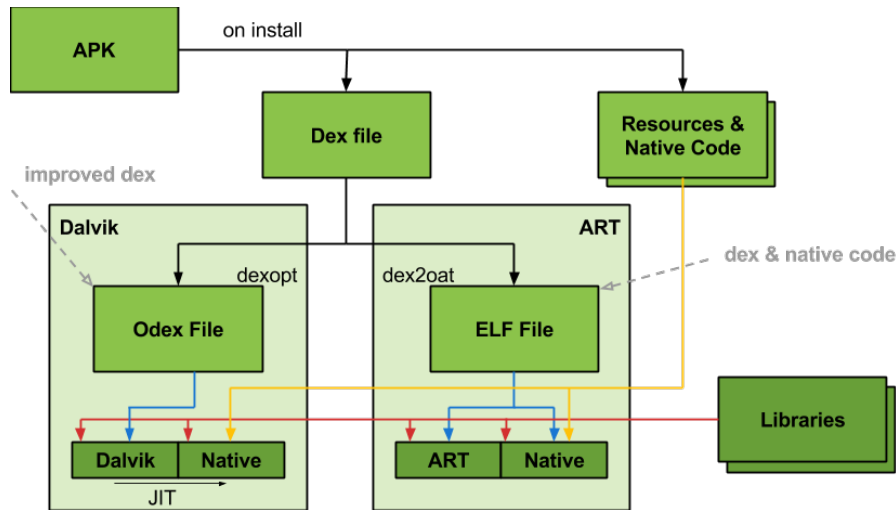 APK
on install
Dex file
Resources &
Native Code
improved dex
Dalvik
ART
dexopt
dex2oat
dex & native code
Odex File
ELF File
Libraries
Dalvik
Native
ART
Native
JIT